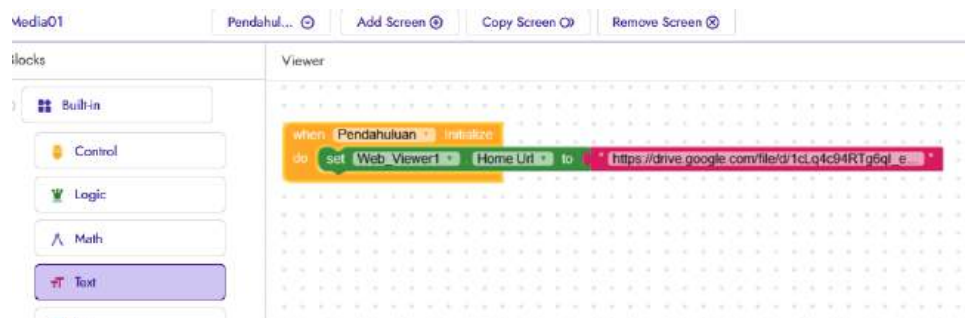 Media01
Pendahul... Add Screen Copy Screen Remove Screen
Blocks
Viewer
Built-in
Control
Logic
Math
Text
when Pendahuluan Initialize
do set Web_Viewer1 . Home Url to " https://drive.google.com/file/d/1cLq4c94RTg6ql_e... "